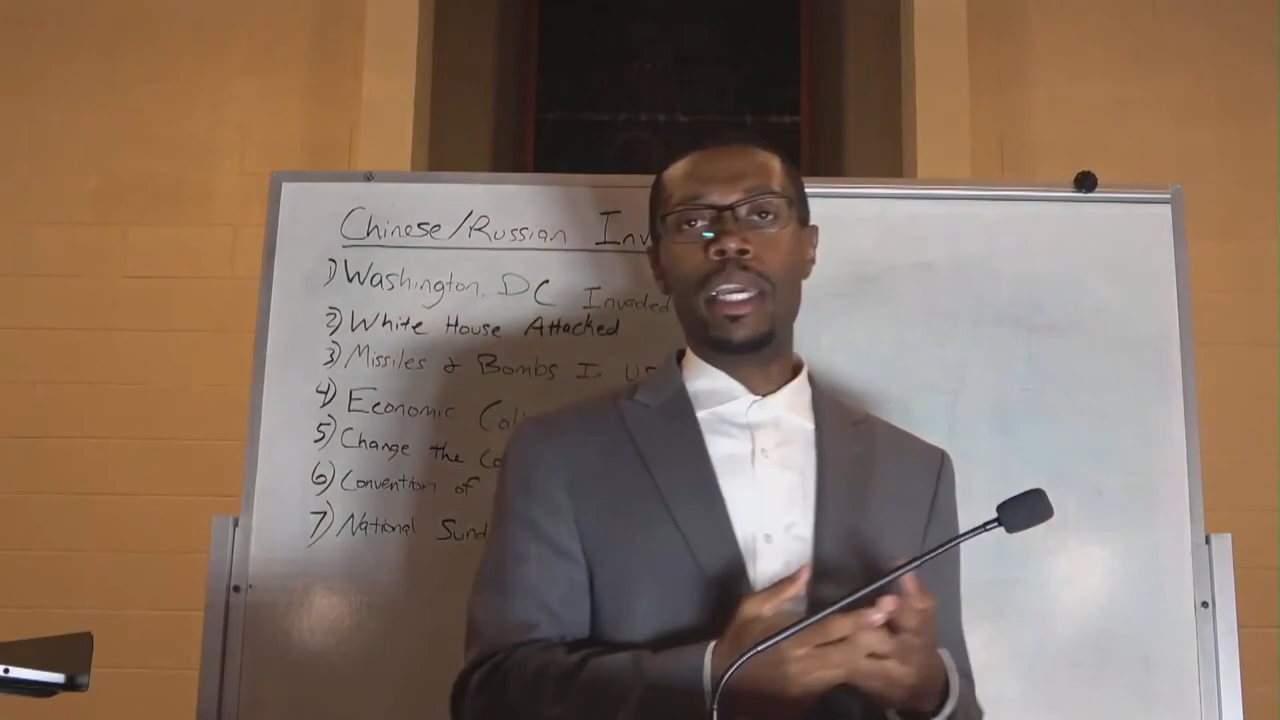 Chinese/Russian Inv
1) Washington, DC Invaded
2) White House Attacked
3) Missiles & Bombs In US
4) Economic Col
5) Change the Co
6) Convention of
7) National Sund